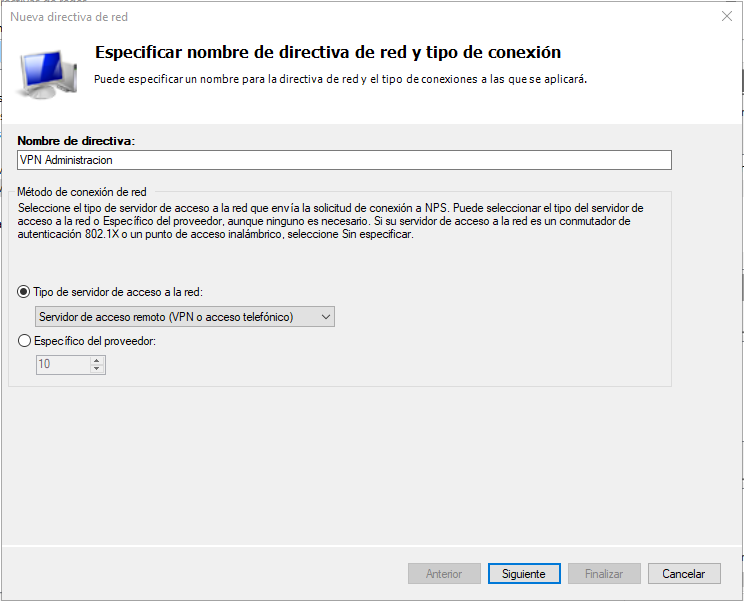 Nueva directiva de red
Especificar nombre de directiva de red y tipo de conexión
Puede especificar un nombre para la directiva de red y el tipo de conexiones a las que se aplicará.
Nombre de directiva:
VPN Administracion
Método de conexión de red
Seleccione el tipo de servidor de acceso a la red que envía la solicitud de conexión a NPS. Puede seleccionar el tipo del servidor de
acceso a la red o Específico del proveedor, aunque ninguno es necesario. Si su servidor de acceso a la red es un conmutador de
autenticación 802.1X o un punto de acceso inalámbrico, seleccione Sin especificar.
Tipo de servidor de acceso a la red:
Servidor de acceso remoto (VPN o acceso telefónico)
Específico del proveedor:
10
Anterior Siguiente Finalizar Cancelar